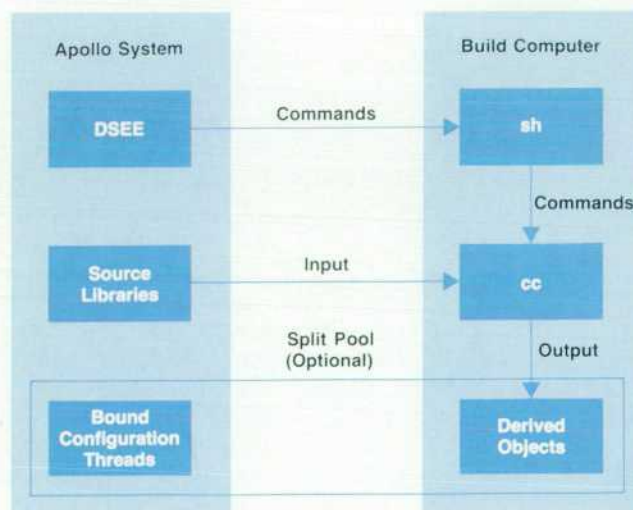 Apollo System
Build Computer
DSEE
Commands
sh
Commands
Source
Libraries
Input
cc
Split Pool
(Optional)
Output
Bound
Configuration
Threads
Derived
Objects